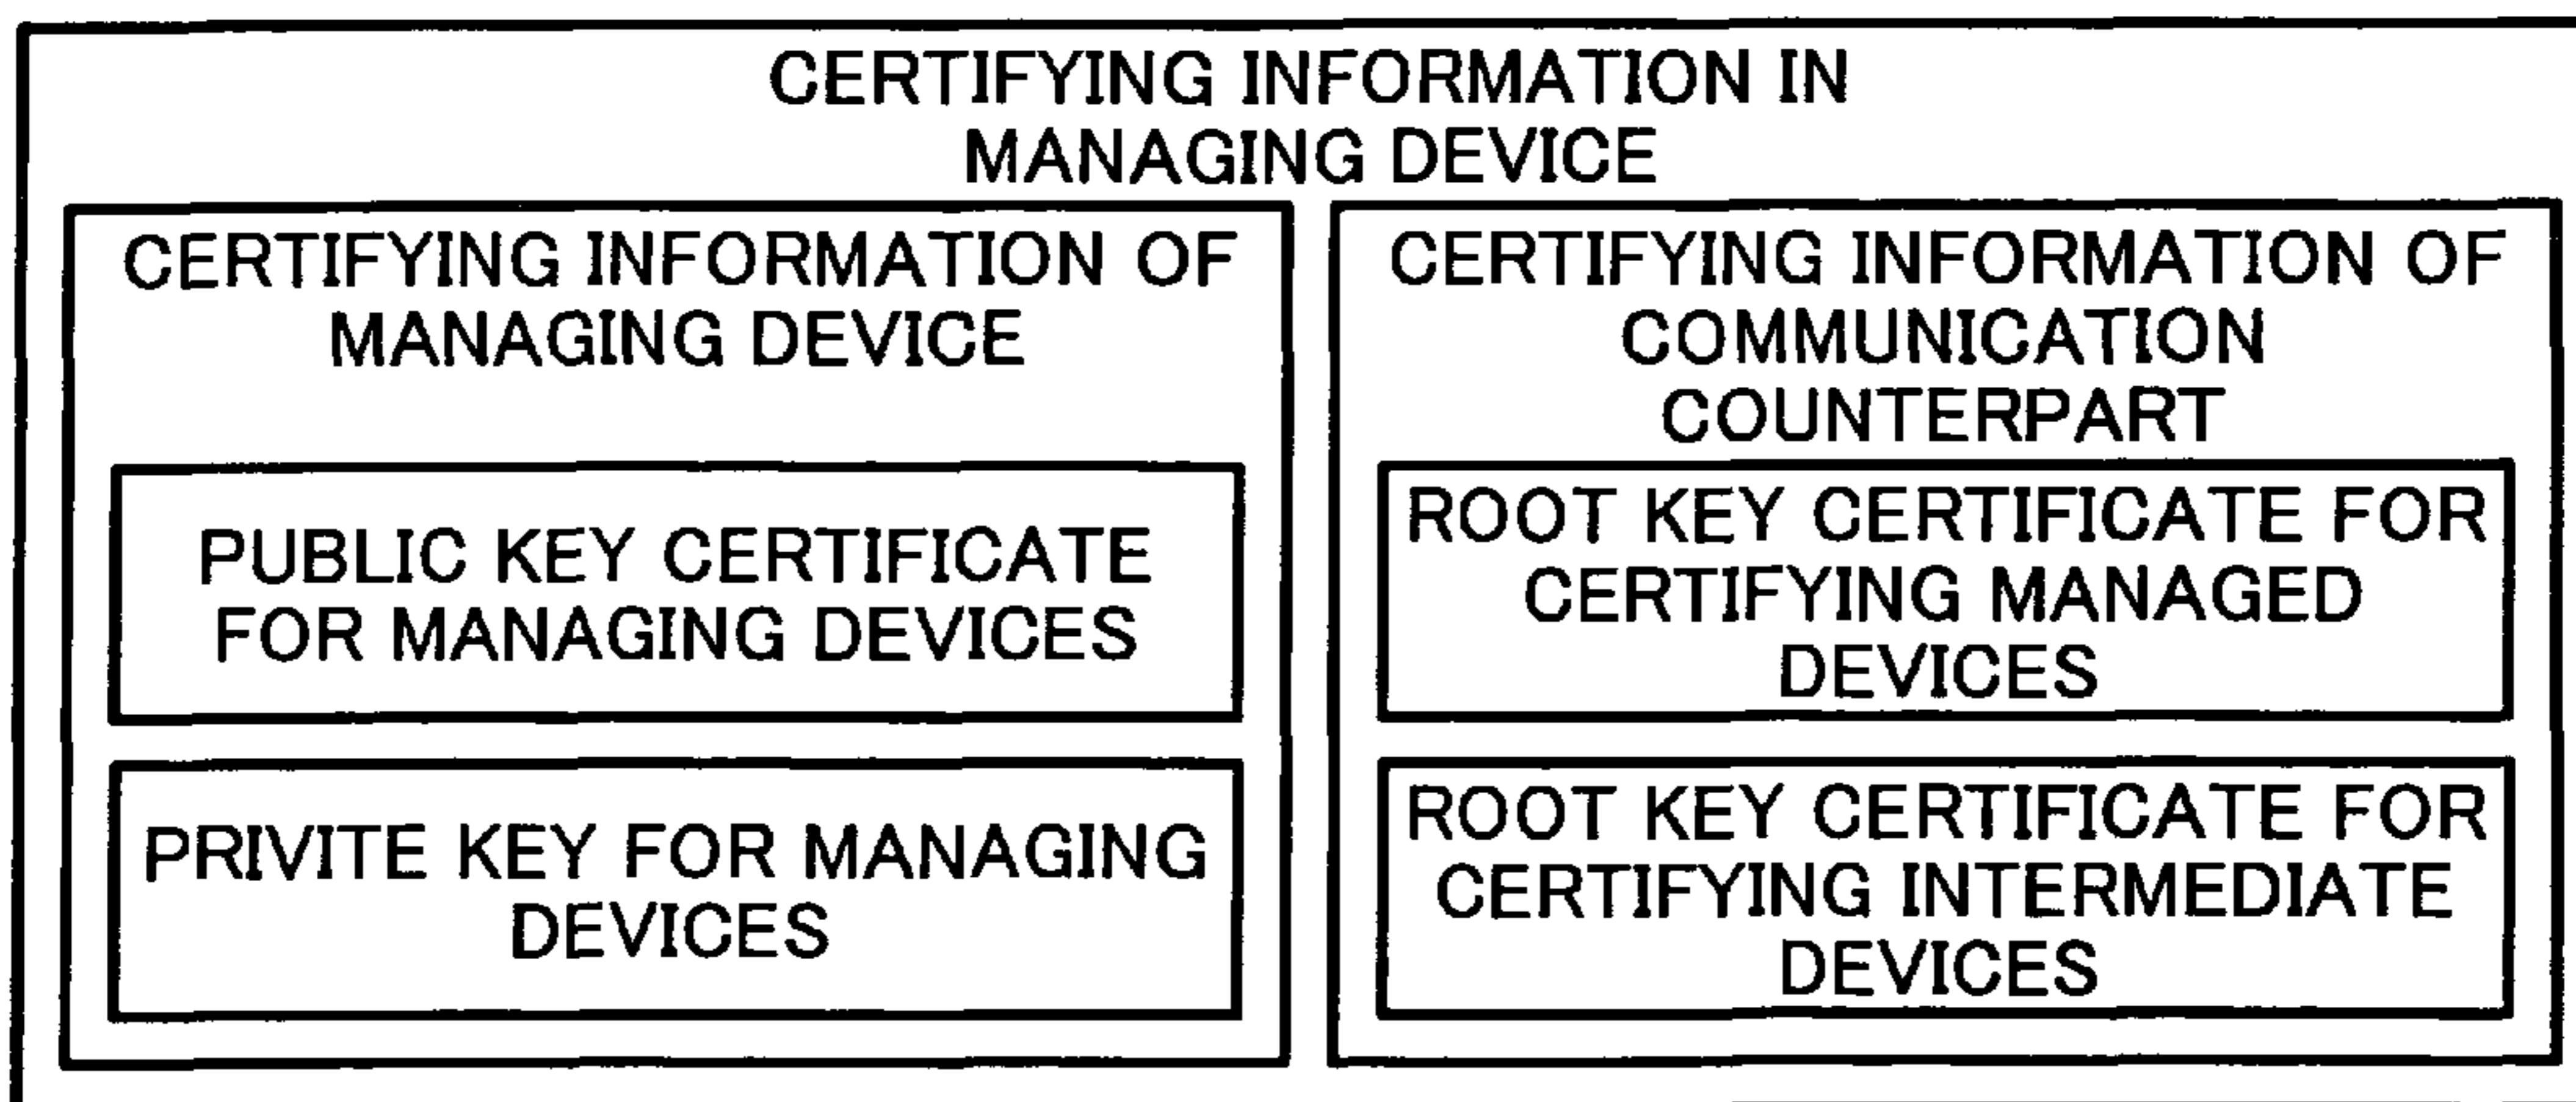 CERTIFYING INFORMATION IN
MANAGING DEVICE
CERTIFYING INFORMATION OF
MANAGING DEVICE
PUBLIC KEY CERTIFICATE
FOR MANAGING DEVICES
PRIVITE KEY FOR MANAGING
DEVICES
CERTIFYING INFORMATION OF
COMMUNICATION
COUNTERPART
ROOT KEY CERTIFICATE FOR
CERTIFYING MANAGED
DEVICES
ROOT KEY CERTIFICATE FOR
CERTIFYING INTERMEDIATE
DEVICES